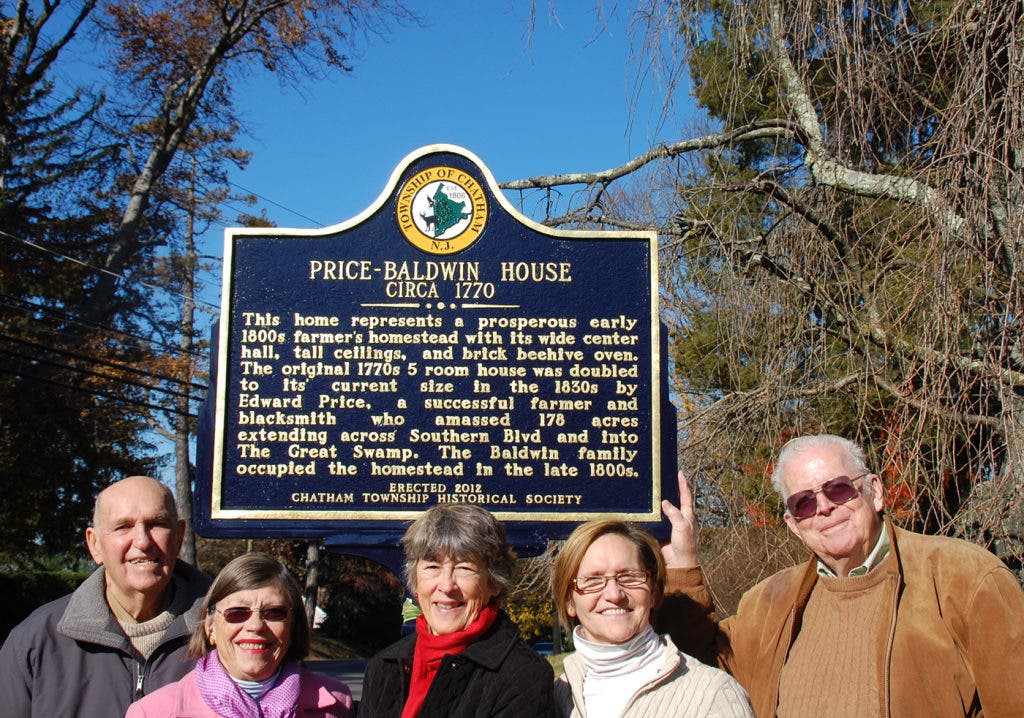 TOWNSHIP OF CHATHAM
EST.
1806
N.J.
PRICE-BALDWIN HOUSE
CIRCA 1770
This home represents a prosperous early
1800s farmer's homestead with its wide center
hall, tall ceilings, and brick beehive oven.
The original 1770s 5 room house was doubled
to its' current size in the 1830s by
Edward Price, a successful farmer and
blacksmith who amassed 178 acres
extending across Southern Blvd and into
The Great Swamp. The Baldwin family
occupied the homestead in the late 1800s.
ERECTED 2012
CHATHAM TOWNSHIP HISTORICAL SOCIETY